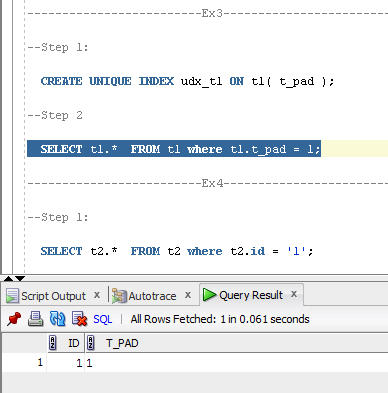 --------------------------Ex3--------------------
--Step 1:
CREATE UNIQUE INDEX udx_t1 ON t1( t_pad );
--Step 2
SELECT t1.* FROM t1 where t1.t_pad = 1;
--------------------------Ex4--------------------
--Step 1:
SELECT t2.* FROM t2 where t2.id = '1';
Script Output x Autotrace x Query Result x
SQL | All Rows Fetched: 1 in 0.061 seconds
ID T_PAD
1 1 1